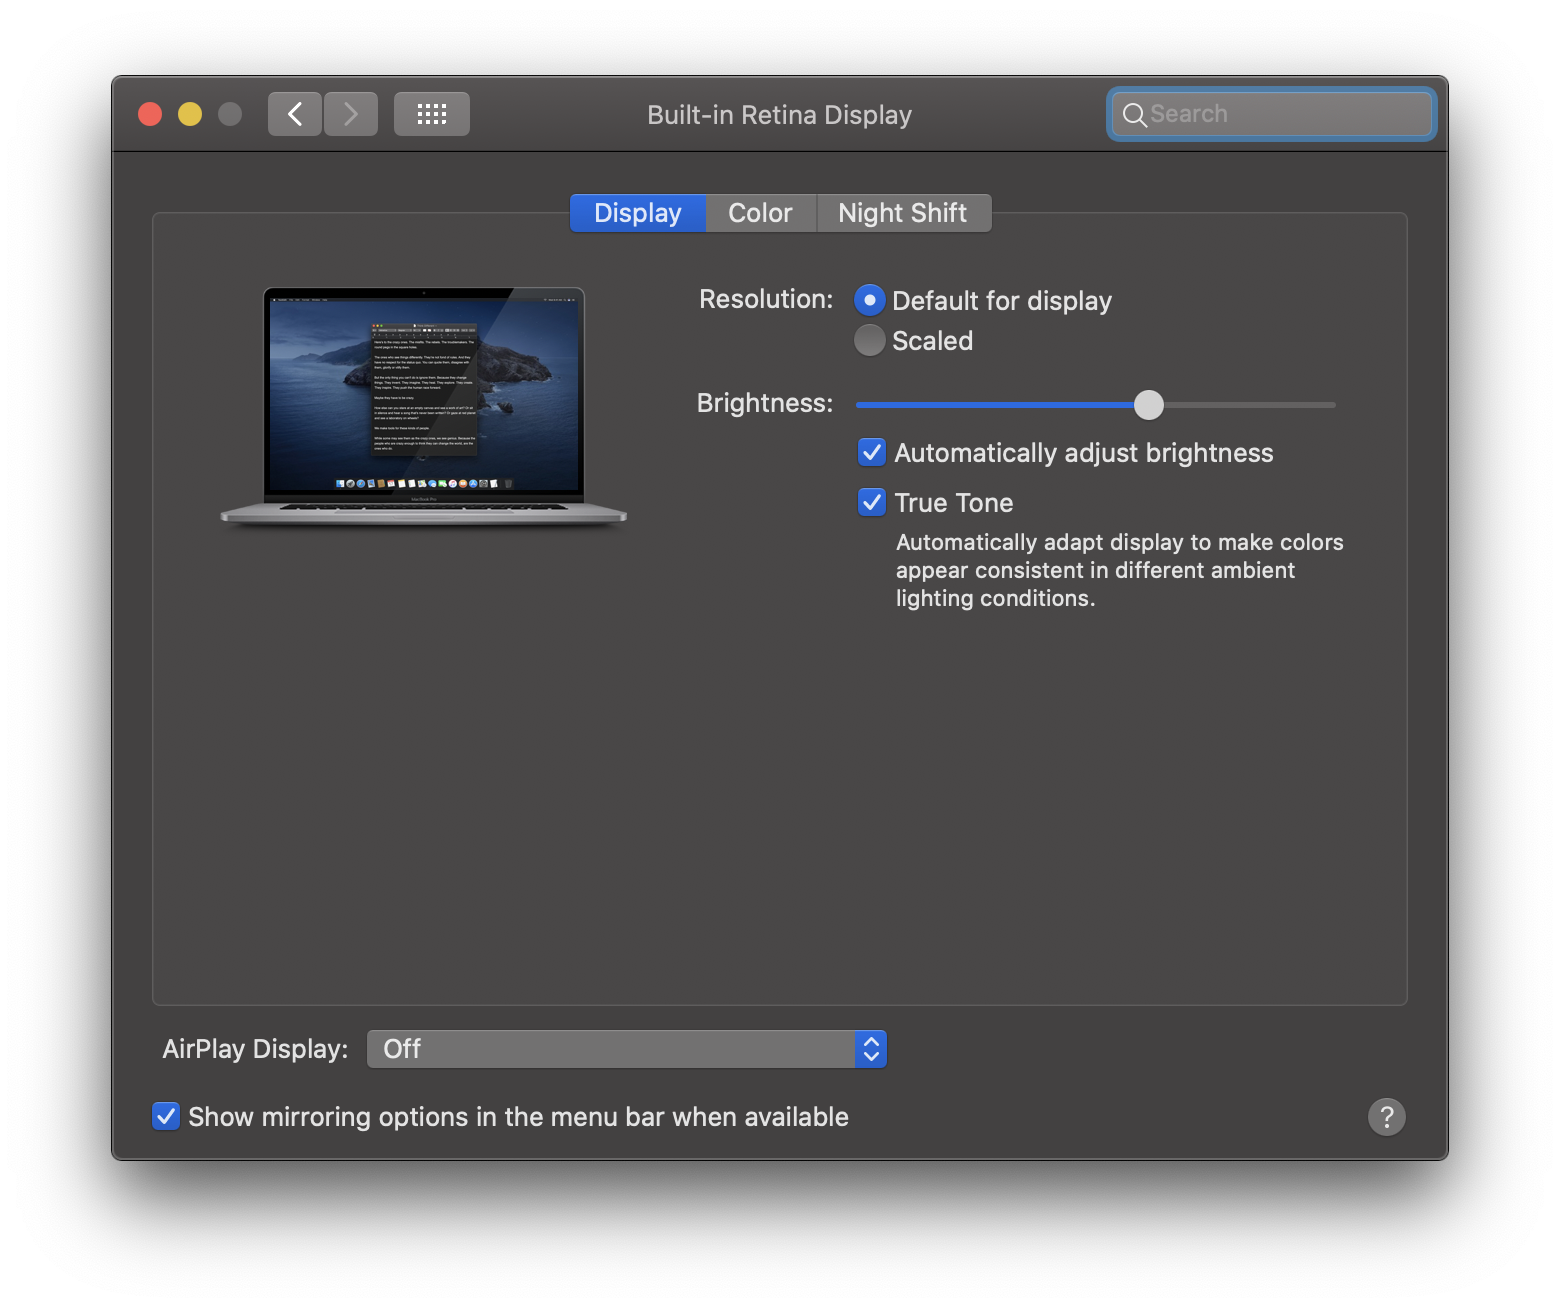 Built-in Retina Display
Search
Display
Color
Night Shift
Resolution:
Default for display
Scaled
Brightness:
Automatically adjust brightness
True Tone
Automatically adapt display to make colors
appear consistent in different ambient
lighting conditions.
MacBook Pro
AirPlay Display:
Off
Show mirroring options in the menu bar when available
?